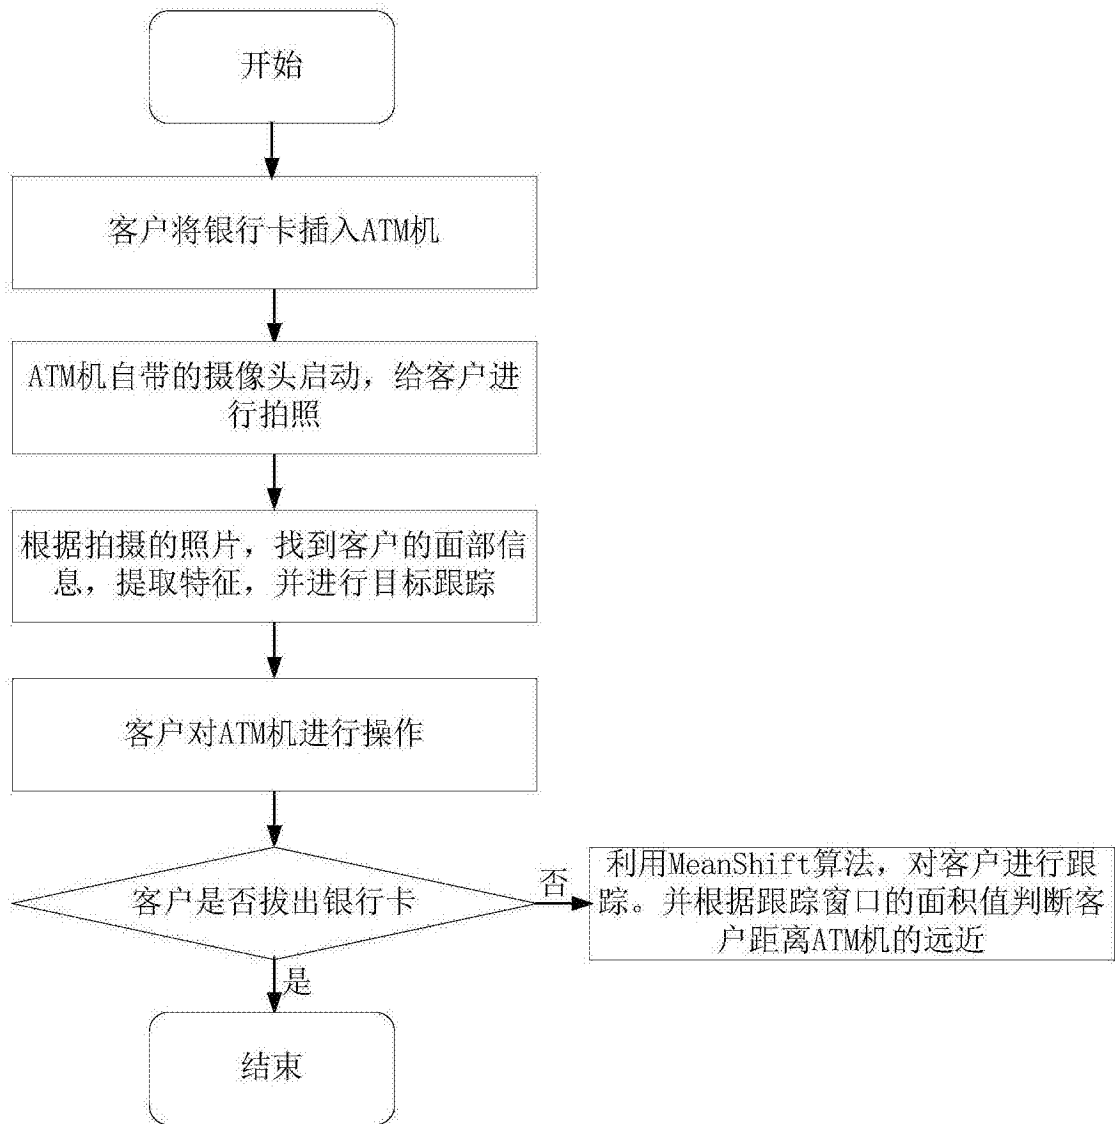 开始
客户将银行卡插入ATM机
ATM机自带的摄像头启动，给客户进
行拍照
根据拍摄的照片，找到客户的面部信
息，提取特征，并进行目标跟踪
客户对ATM机进行操作
客户是否拔出银行卡
否
利用MeanShift算法，对客户进行跟
踪。并根据跟踪窗口的面积值判断客
户距离ATM机的远近
是
结束